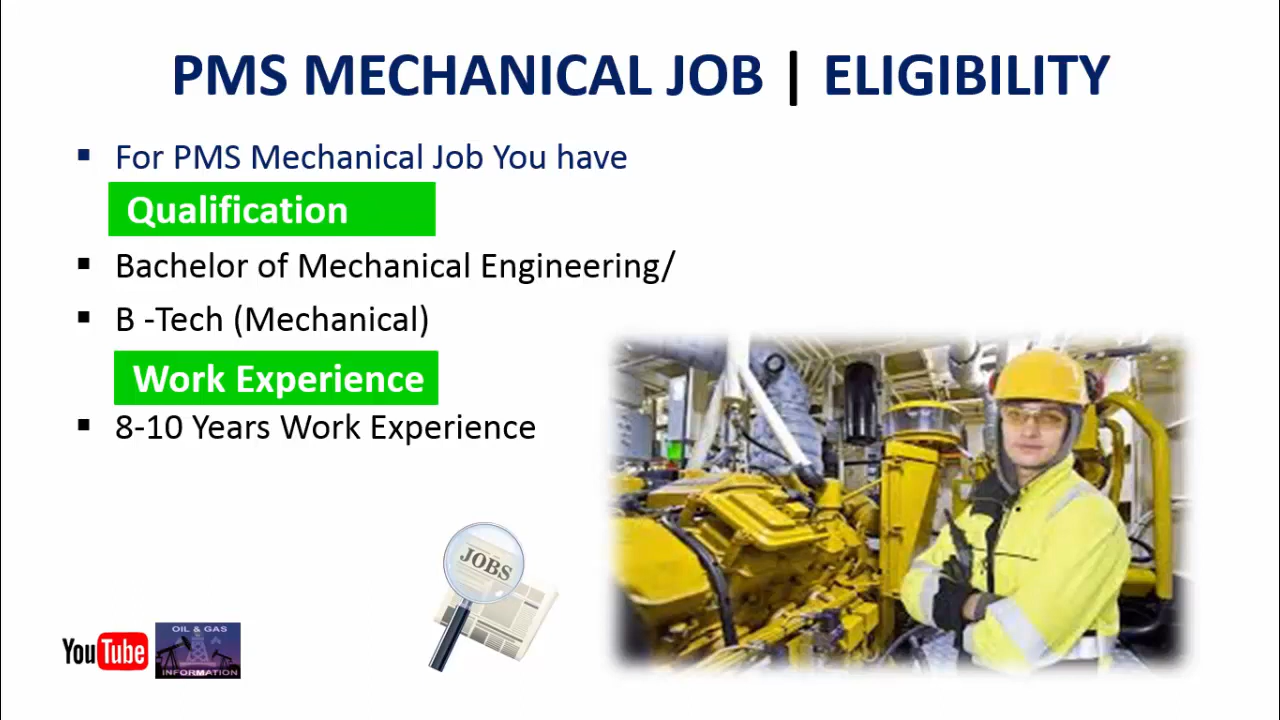 PMS MECHANICAL JOB | ELIGIBILITY
▪ For PMS Mechanical Job You have
Qualification
▪ Bachelor of Mechanical Engineering/
▪ B -Tech (Mechanical)
Work Experience
▪ 8-10 Years Work Experience
JOBS
YouTube
OIL & GAS
INFORMATION